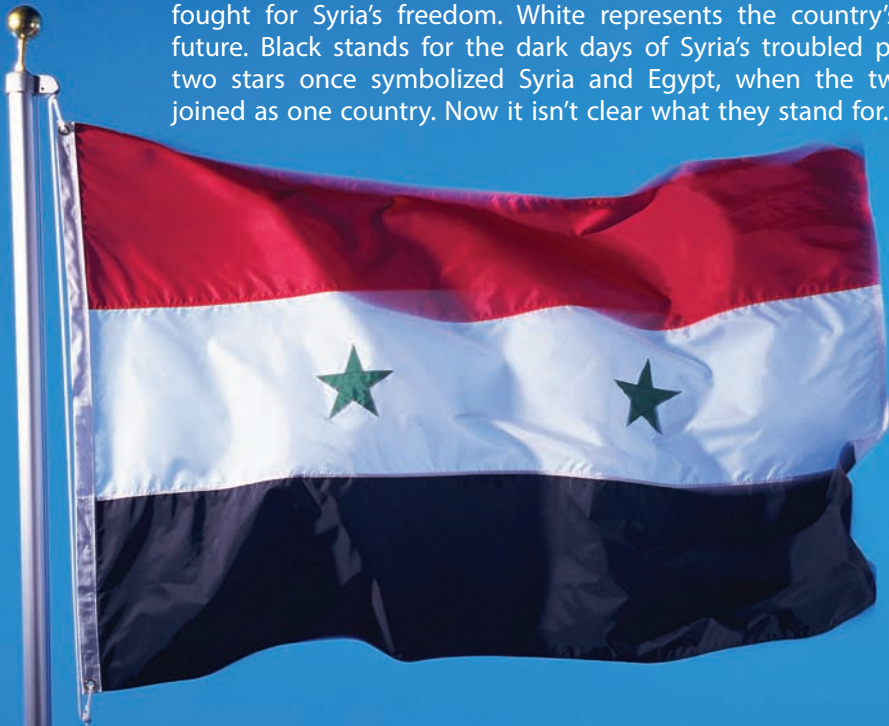 fought for Syria’s freedom. White represents the country’s
future. Black stands for the dark days of Syria’s troubled p
two stars once symbolized Syria and Egypt, when the tw
joined as one country. Now it isn’t clear what they stand for.